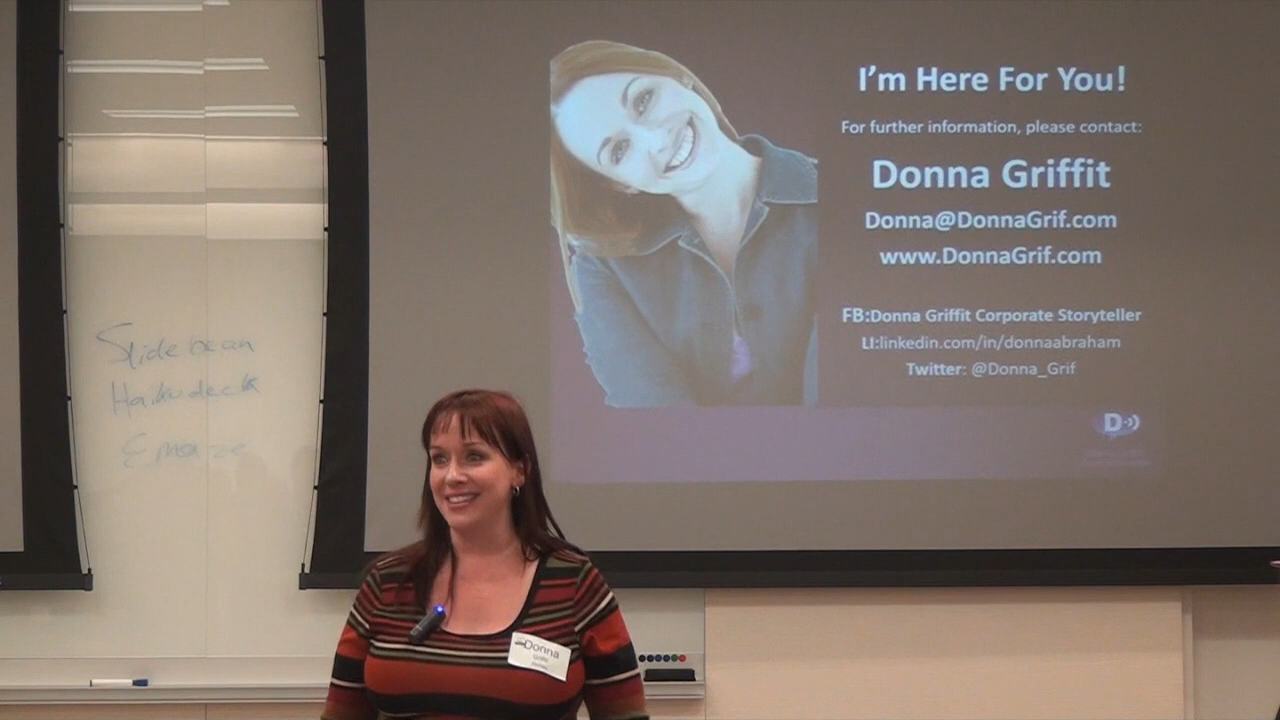 Slidebean
Haikudeck
Emaze
I'm Here For You!
For further information, please contact:
Donna Griffit
Donna@DonnaGrif.com
www.DonnaGrif.com
FB:Donna Griffit Corporate Storyteller
LI:linkedin.com/in/donnaabraham
Twitter: @Donna_Grif
D
Donna